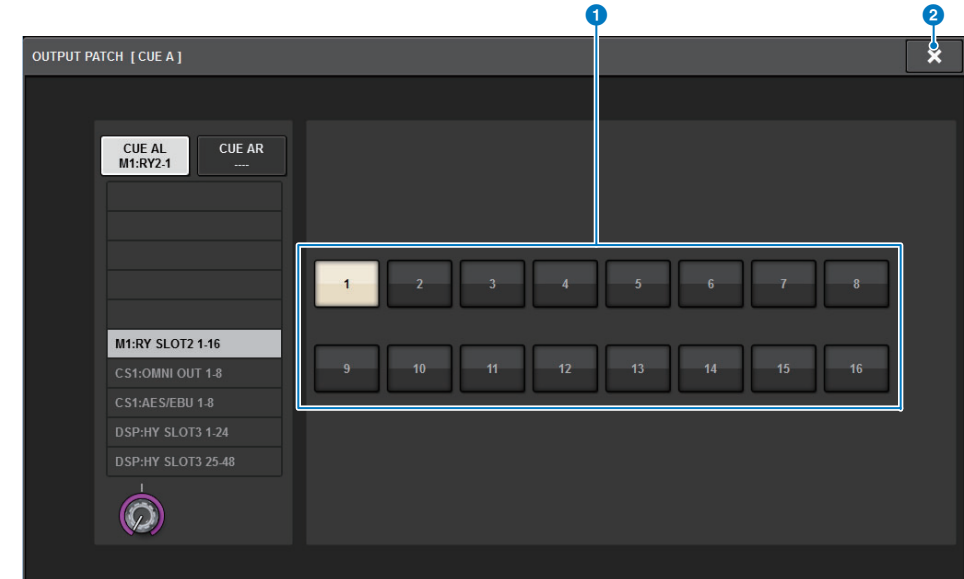 1
2
OUTPUT PATCH [ CUE A ]
CUE AL
M1:RY2-1
CUE AR
----
M1:RY SLOT2 1-16
CS1:OMNI OUT 1-8
CS1:AES/EBU 1-8
DSP:HY SLOT3 1-24
DSP:HY SLOT3 25-48
1 2 3 4 5 6 7 8
9 10 11 12 13 14 15 16